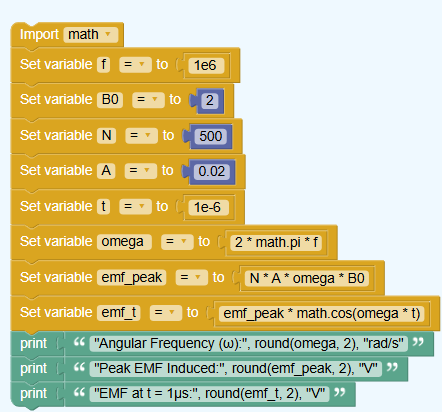 Import math
Set variable f = to 1e6
Set variable B0 = to 2
Set variable N = to 500
Set variable A = to 0.02
Set variable t = to 1e-6
Set variable omega = to 2 * math.pi * f
Set variable emf_peak = to N * A * omega * B0
Set variable emf_t = to emf_peak * math.cos(omega * t)
print “ "Angular Frequency (ω):", round(omega, 2), "rad/s" ”
print “ "Peak EMF Induced:", round(emf_peak, 2), "V" ”
print “ "EMF at t = 1μs:", round(emf_t, 2), "V" ”